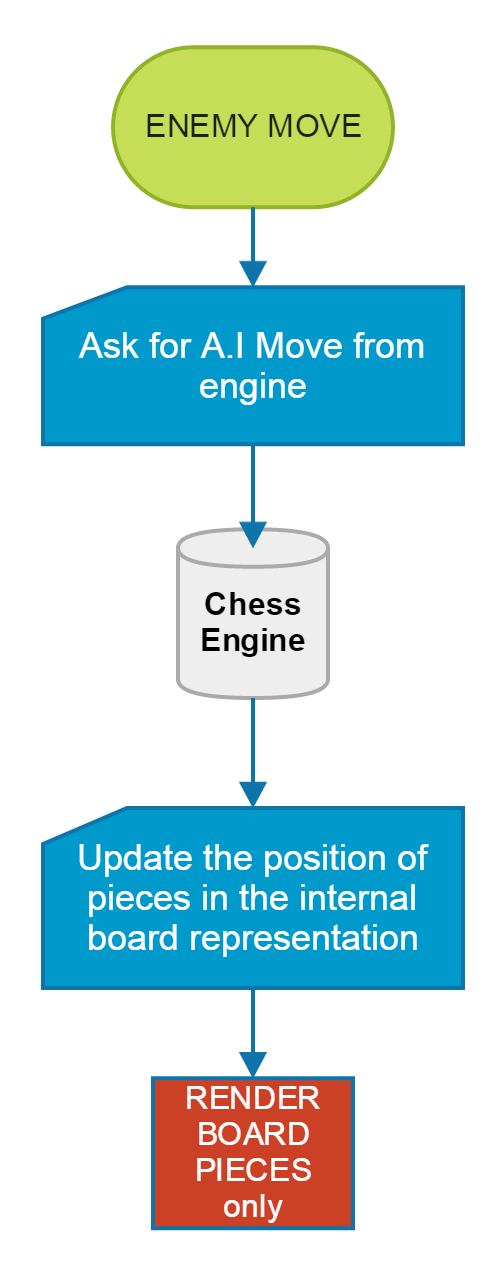 ENEMY MOVE
Ask for A.I Move from
engine
Chess
Engine
Update the position of
pieces in the internal
board representation
RENDER
BOARD
PIECES
only